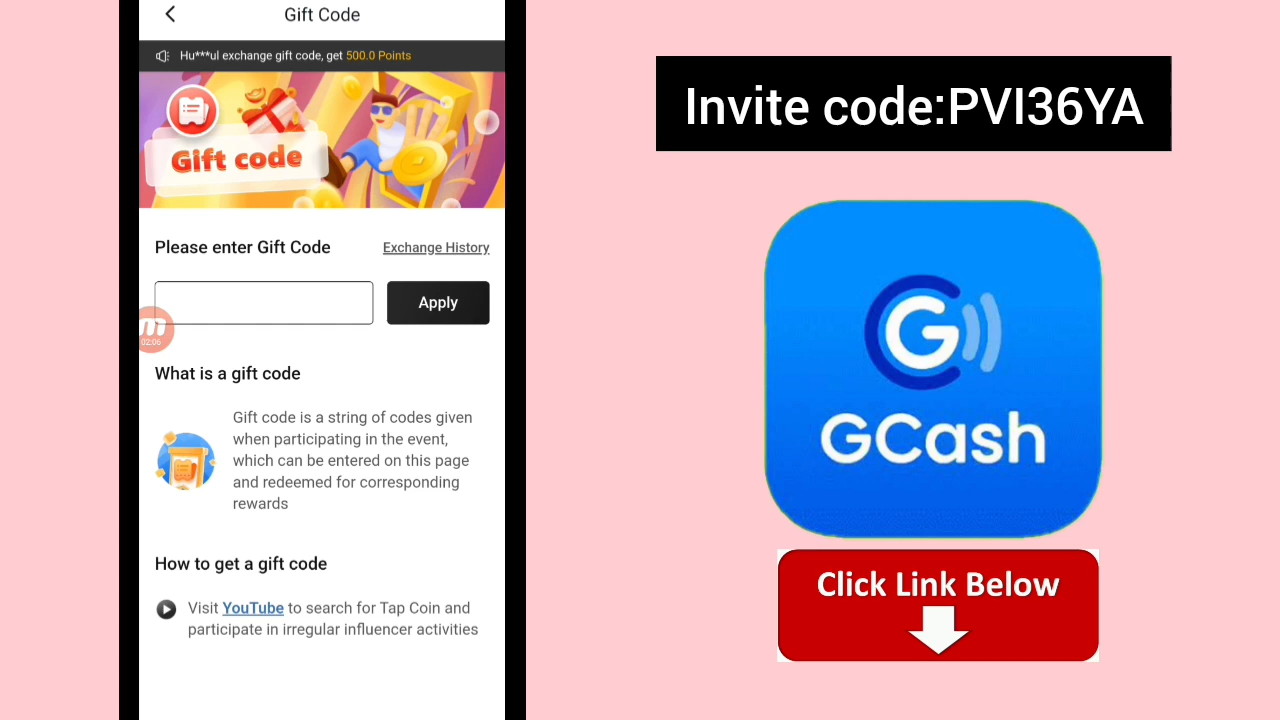 Gift Code
Hu***ul exchange gift code, get 500.0 Points
Gift code
Please enter Gift Code
Exchange History
Apply
02:06
What is a gift code
Gift code is a string of codes given
when participating in the event,
which can be entered on this page
and redeemed for corresponding
rewards
How to get a gift code
Visit YouTube to search for Tap Coin and
participate in irregular influencer activities
Invite code:PVI36YA
G
GCash
Click Link Below